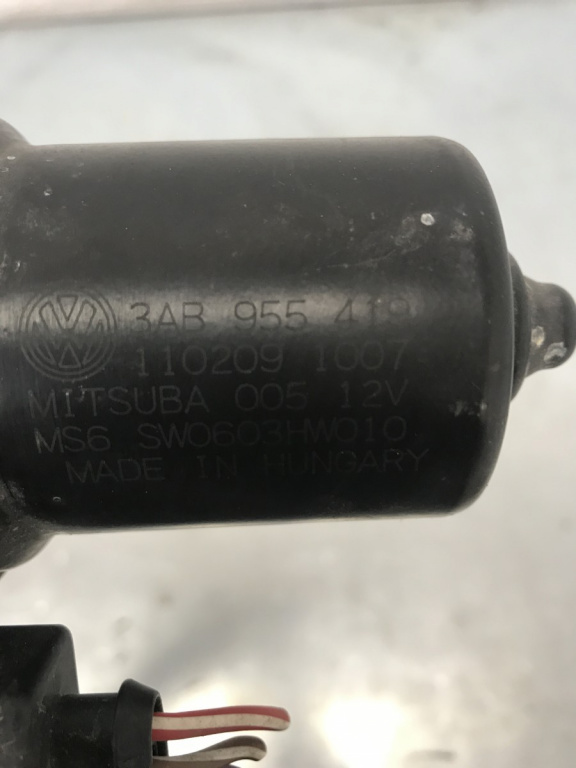 3AB 955 419
110209 1007
MITSUBA 005 12V
MS6 SW0603HW010
MADE IN HUNGARY